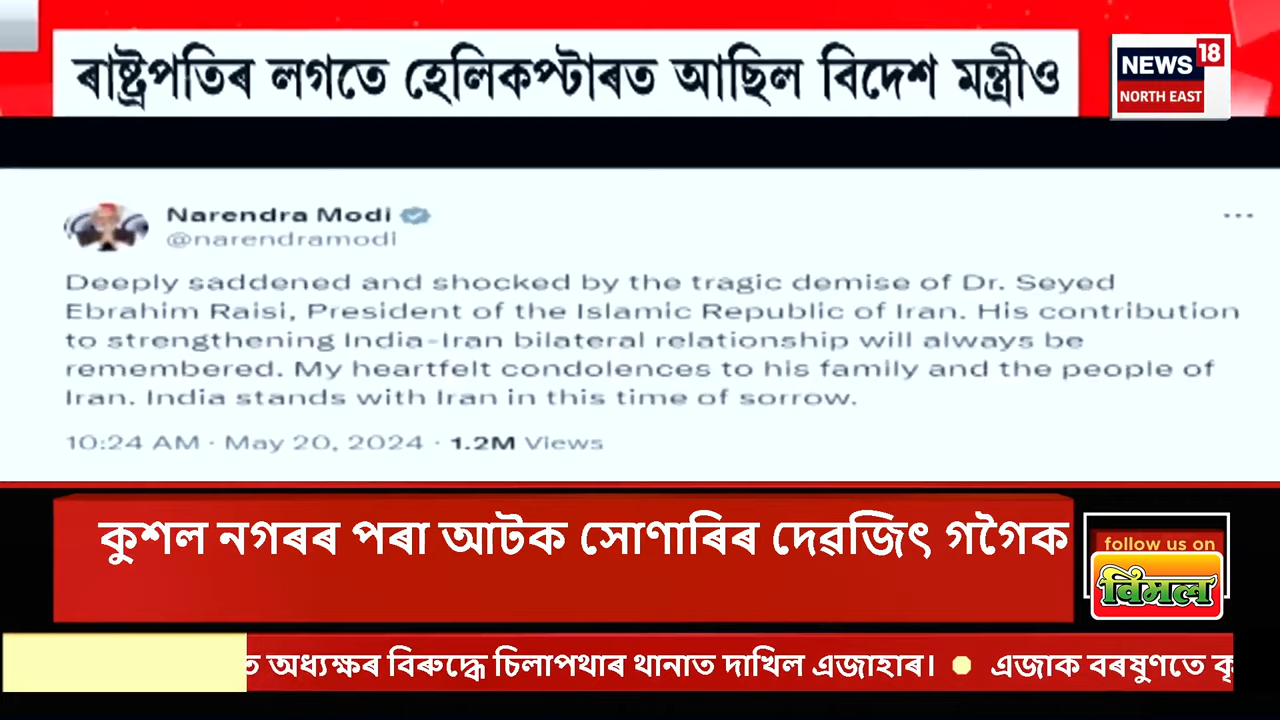 ৰাষ্ট্ৰপতিৰ লগতে হেলিকপ্টাৰত আছিল বিদেশ মন্ত্ৰীও
NEWS 18
NORTH EAST
Narendra Modi
@narendramodi
Deeply saddened and shocked by the tragic demise of Dr. Seyed
Ebrahim Raisi, President of the Islamic Republic of Iran. His contribution
to strengthening India-Iran bilateral relationship will always be
remembered. My heartfelt condolences to his family and the people of
Iran. India stands with Iran in this time of sorrow.
10:24 AM · May 20, 2024 · 1.2M Views
কুশল নগৰৰ পৰা আটক সোণাৰিৰ দেৱজিৎ গগৈক
follow us on
বিমল
ত অধ্যক্ষৰ বিৰুদ্ধে চিলাপথাৰ থানাত দাখিল এজাহাৰ। ● এজাক বৰষুণতে কৃ